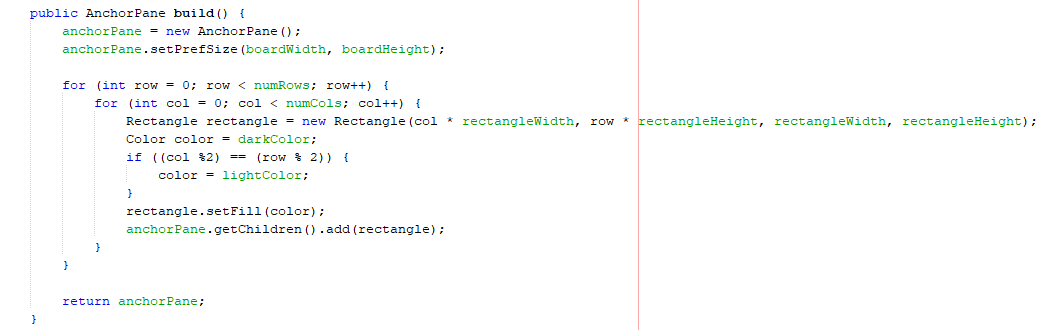 public AnchorPane build() {
    anchorPane = new AnchorPane();
    anchorPane.setPrefSize(boardWidth, boardHeight);

    for (int row = 0; row < numRows; row++) {
        for (int col = 0; col < numCols; col++) {
            Rectangle rectangle = new Rectangle(col * rectangleWidth, row * rectangleHeight, rectangleWidth, rectangleHeight);
            Color color = darkColor;
            if ((col %2) == (row % 2)) {
                color = lightColor;
            }
            rectangle.setFill(color);
            anchorPane.getChildren().add(rectangle);
        }
    }

    return anchorPane;
}